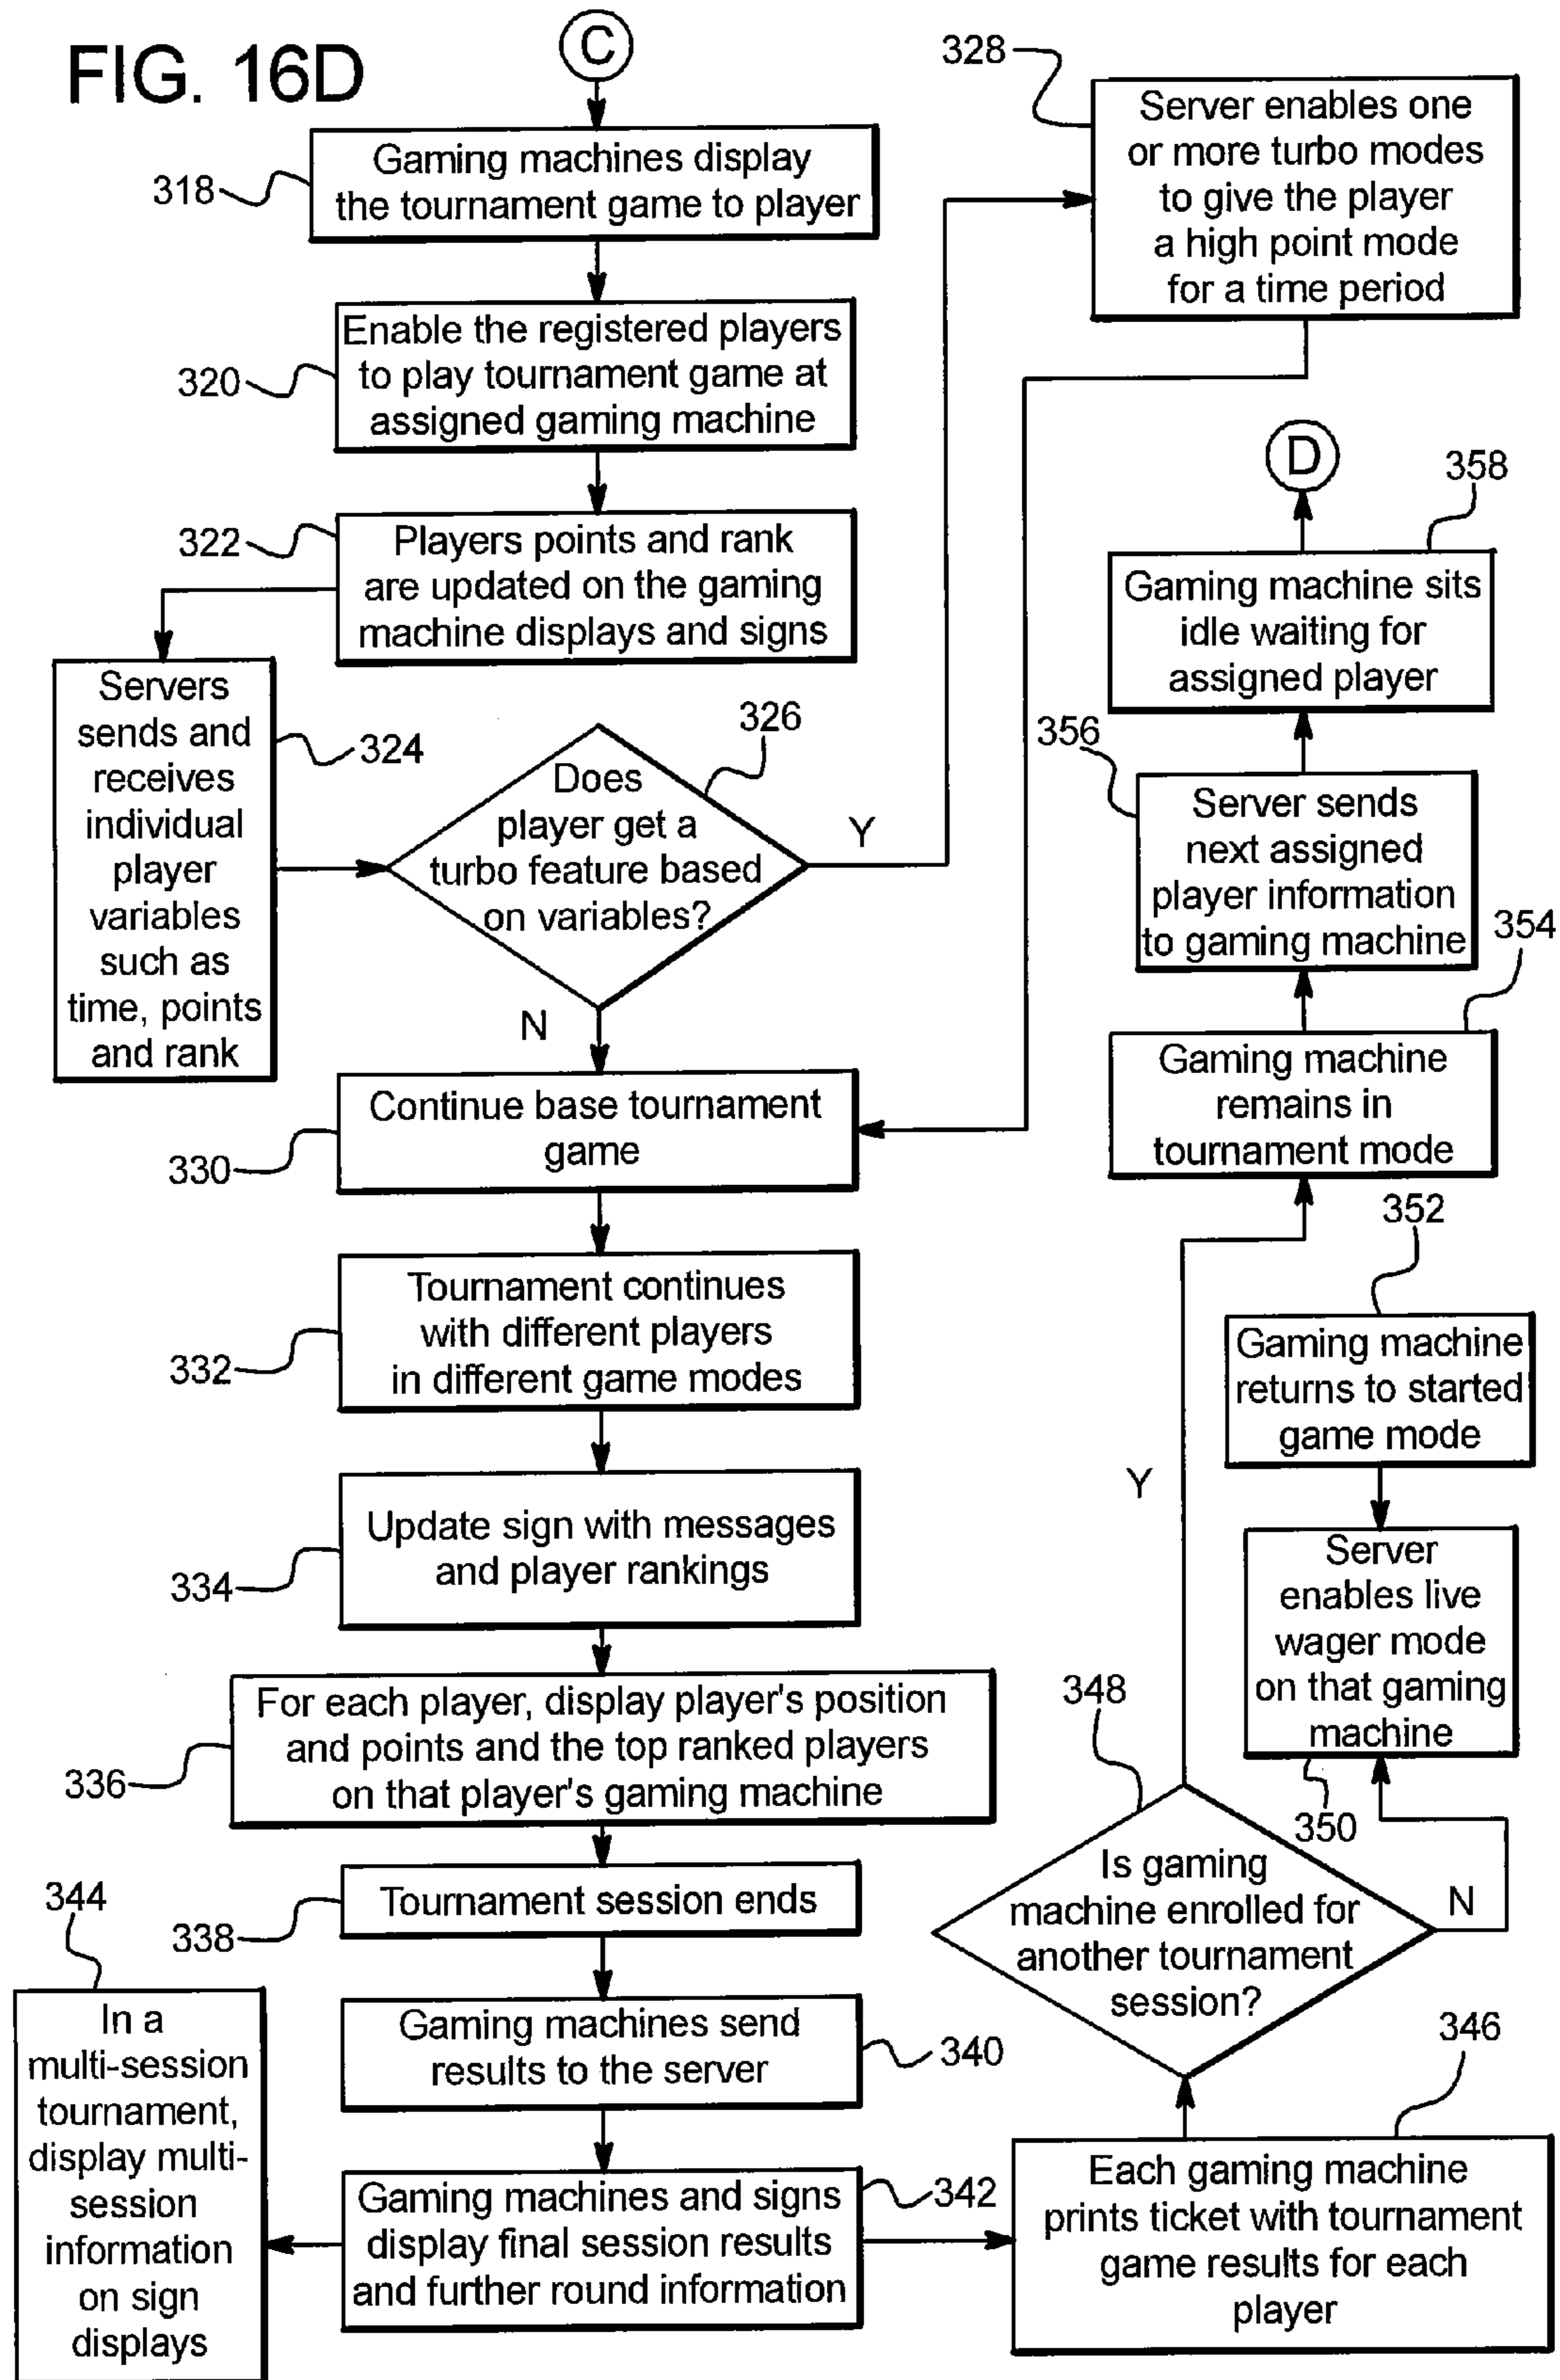 FIG. 16D
C
318
Gaming machines display
the tournament game to player
320
Enable the registered players
to play tournament game at
assigned gaming machine
322
Players points and rank
are updated on the gaming
machine displays and signs
Servers
sends and
receives
individual
player
variables
such as
time, points
and rank
324
326
Does
player get a
turbo feature based
on variables?
Y
N
328
Server enables one
or more turbo modes
to give the player
a high point mode
for a time period
330
Continue base tournament
game
332
Tournament continues
with different players
in different game modes
334
Update sign with messages
and player rankings
336
For each player, display player's position
and points and the top ranked players
on that player's gaming machine
338
Tournament session ends
Gaming machines send
results to the server
340
Gaming machines and signs
display final session results
and further round information
342
344
In a
multi-session
tournament,
display multi-
session
information
on sign
displays
346
Each gaming machine
prints ticket with tournament
game results for each
player
348
Is gaming
machine enrolled for
another tournament
session?
N
Y
350
Server
enables live
wager mode
on that gaming
machine
352
Gaming machine
returns to started
game mode
354
Gaming machine
remains in
tournament mode
356
Server sends
next assigned
player information
to gaming machine
358
Gaming machine sits
idle waiting for
assigned player
D